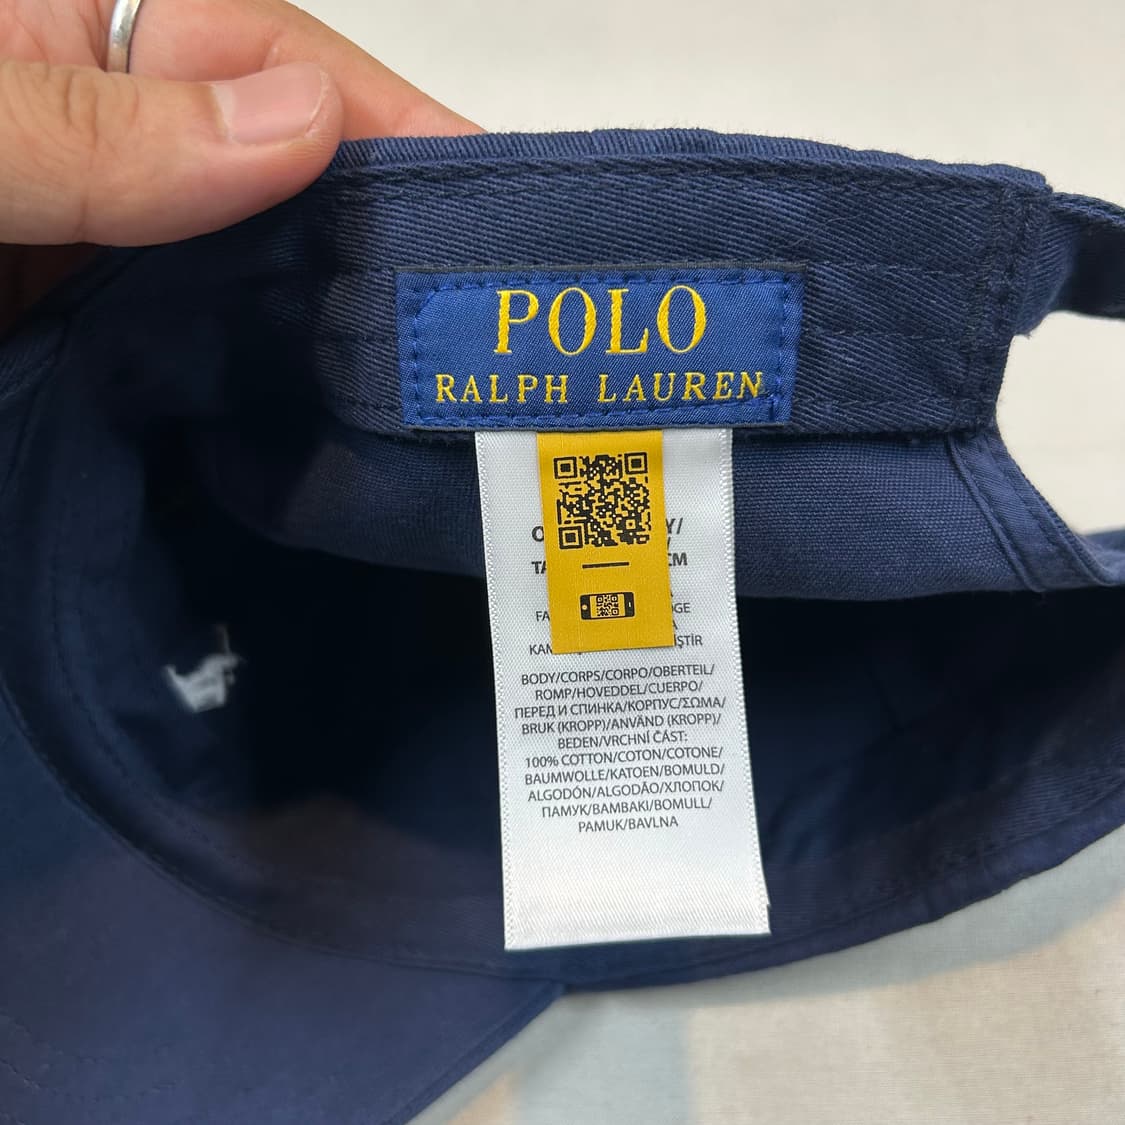 POLO
RALPH LAUREN
BODY/CORPS/CORPO/OBERTEIL/
ROMP/HOVEDDEL/CUERPO/
ПЕРЕД И СПИНКА/КОРПУС/ΣΩΜΑ/
BRUK (KROPP)/ANVÄND (KROPP)/
BEDEN/VRCHNÍ ČÁST:
100% COTTON/COTON/COTONE/
BAUMWOLLE/KATOEN/BOMULD/
ALGODÓN/ALGODÃO/ХЛОПОК/
ПАМУК/ΒΑΜΒΑΚΙ/BOMULL/
PAMUK/BAVLNA